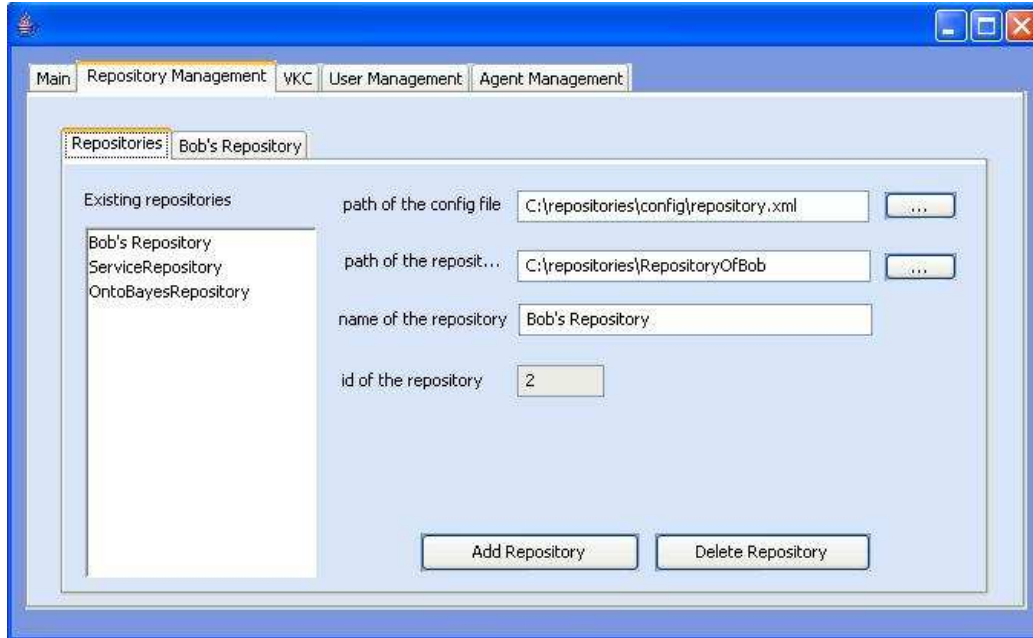 Main Repository Management VKC User Management Agent Management
Repositories Bob's Repository
Existing repositories
Bob's Repository
ServiceRepository
OntoBayesRepository
path of the config file C:\repositories\config\repository.xml ...
path of the reposit... C:\repositories\RepositoryOfBob ...
name of the repository Bob's Repository
id of the repository 2
Add Repository Delete Repository